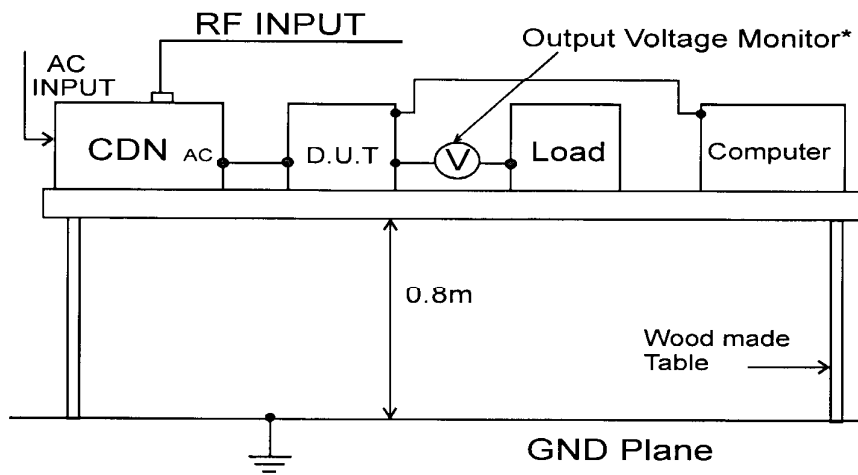 RF INPUT
Output Voltage Monitor*
AC
INPUT
CDN
AC
D.U.T
V
Load
Computer
0.8m
Wood made
Table
GND Plane